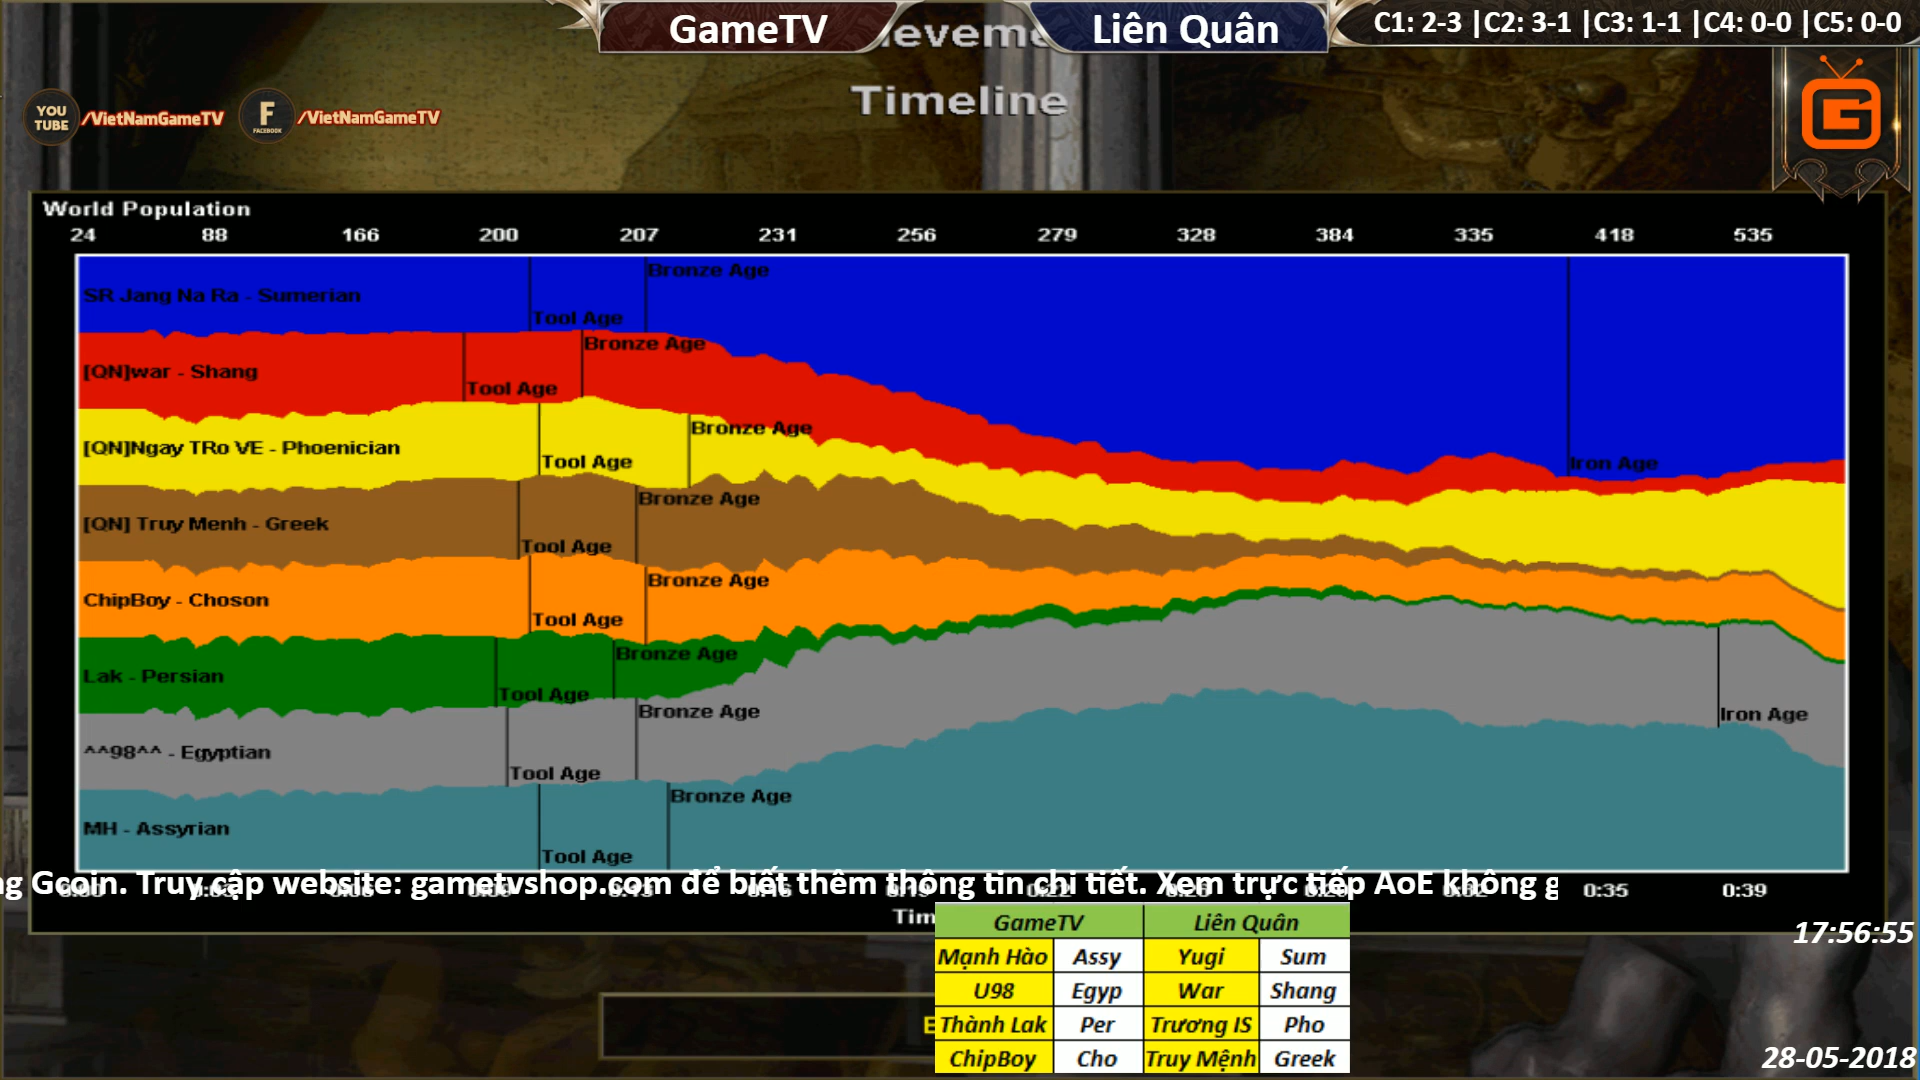 GameTV
Liên Quân
C1: 2-3 |C2: 3-1 |C3: 1-1 |C4: 0-0 |C5: 0-0
Timeline
YOU TUBE /VietNamGameTV
F FACEBOOK /VietNamGameTV
G
World Population
24 88 166 200 207 231 256 279 328 384 335 418 535
SR Jang Na Ra - Sumerian
Tool Age
Bronze Age
Iron Age
[QN]war - Shang
Tool Age
Bronze Age
[QN]Ngay TRo VE - Phoenician
Tool Age
Bronze Age
[QN] Truy Menh - Greek
Tool Age
Bronze Age
ChipBoy - Choson
Tool Age
Bronze Age
Lak - Persian
Tool Age
Bronze Age
^^98^^ - Egyptian
Tool Age
Bronze Age
Iron Age
MH - Assyrian
Tool Age
Bronze Age
Gcoin. Truy cập website: gametvshop.com để biết thêm thông tin chi tiết. Xem trực tiếp AoE không
0:35 0:39
GameTV Liên Quân
Mạnh Hào Assy Yugi Sum
U98 Egyp War Shang
Thành Lak Per Trương IS Pho
ChipBoy Cho Truy Mệnh Greek
17:56:55
28-05-2018